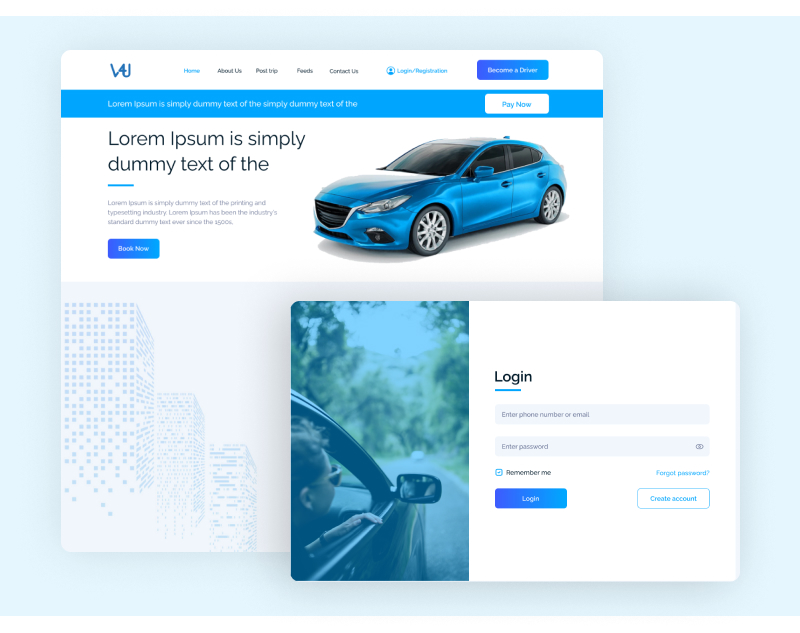 V4U
Home About Us Post trip Feeds Contact Us Login/Registration Become a Driver
Lorem Ipsum is simply dummy text of the simply dummy text of the Pay Now
Lorem Ipsum is simply
dummy text of the
Lorem Ipsum is simply dummy text of the printing and
typesetting industry. Lorem Ipsum has been the industry's
standard dummy text ever since the 1500s,
Book Now
Login
Enter phone number or email
Enter password
Remember me Forgot password?
Login Create account